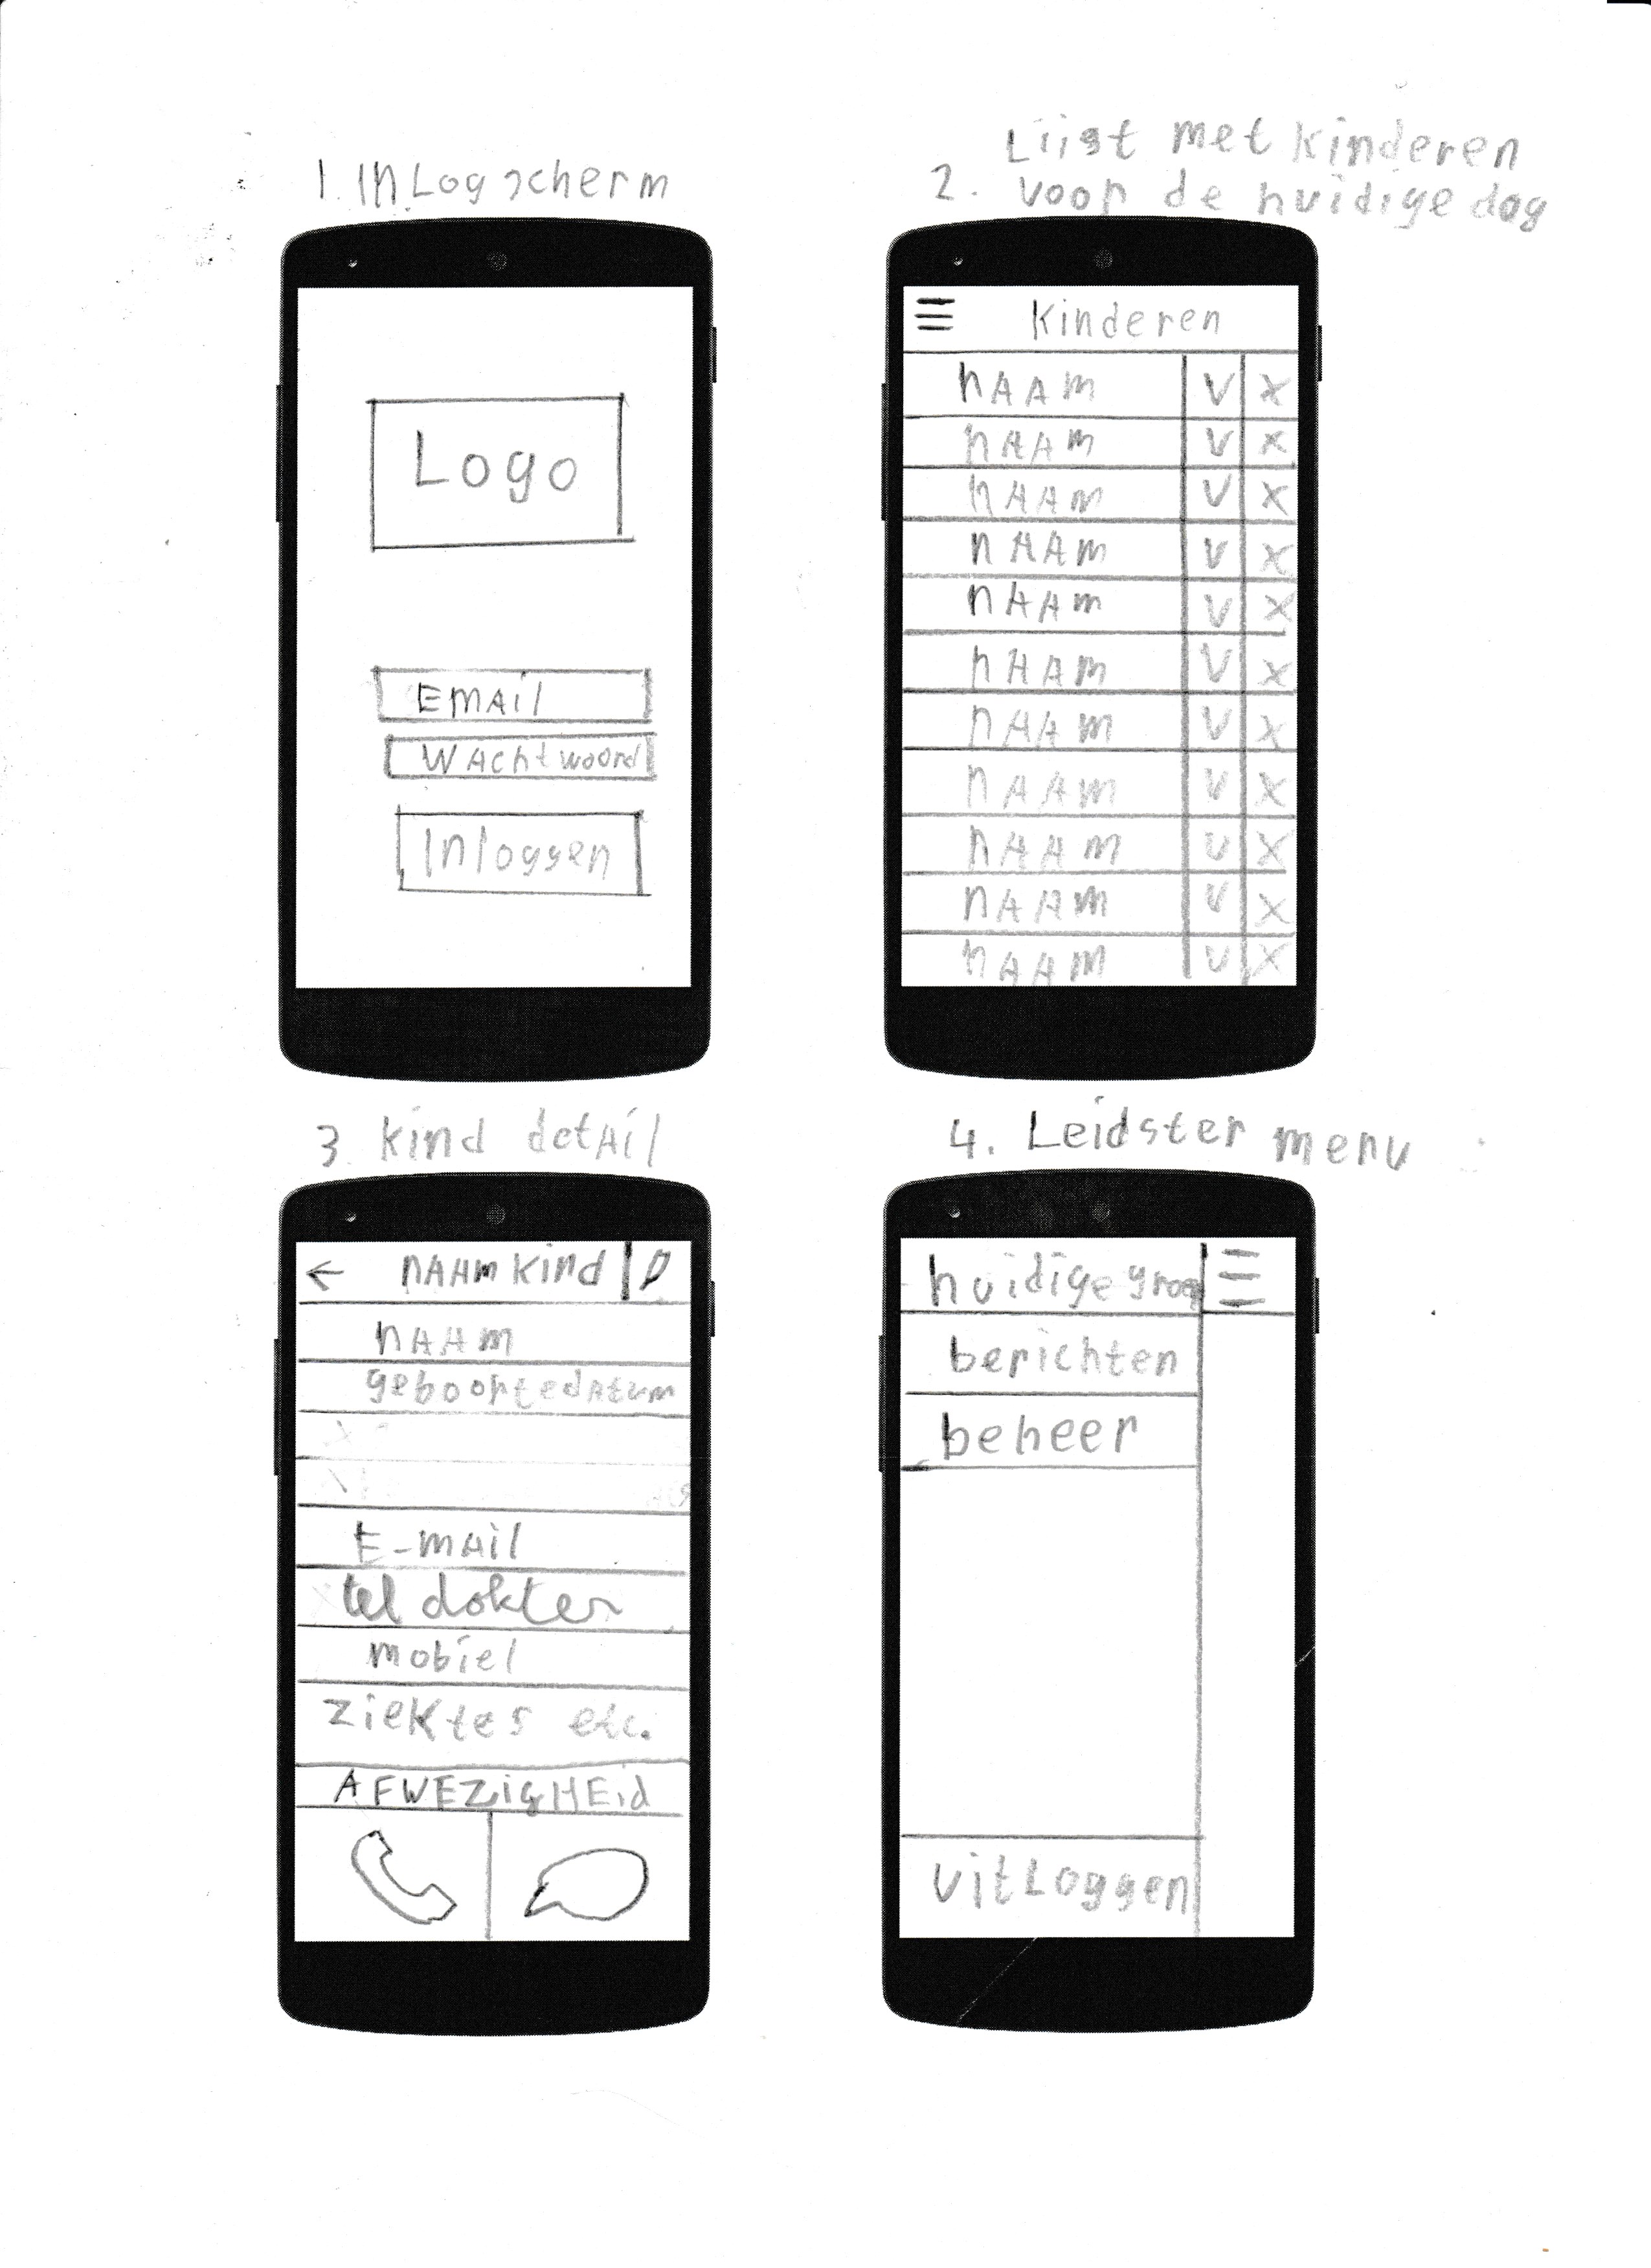 1. InLogscherm
Lijst met kinderen
2. voor de huidige dag
Logo
EMAil
WAchtwoord
Inloggen
Kinderen
nAAm V X
nAAm V X
nAAm V X
nAAm V X
nAAm V X
nAAm V X
nAAm V X
nAAm V X
nAAm V X
nAAm V X
nAAm V X
3. kind detAil
← nAAm kind
nAAm
geboortedAtum
E-mAil
tel dokter
mobiel
ziektes etc.
AFWEZigHEid
4. Leidster menu
huidige groep
berichten
beheer
uitLoggen